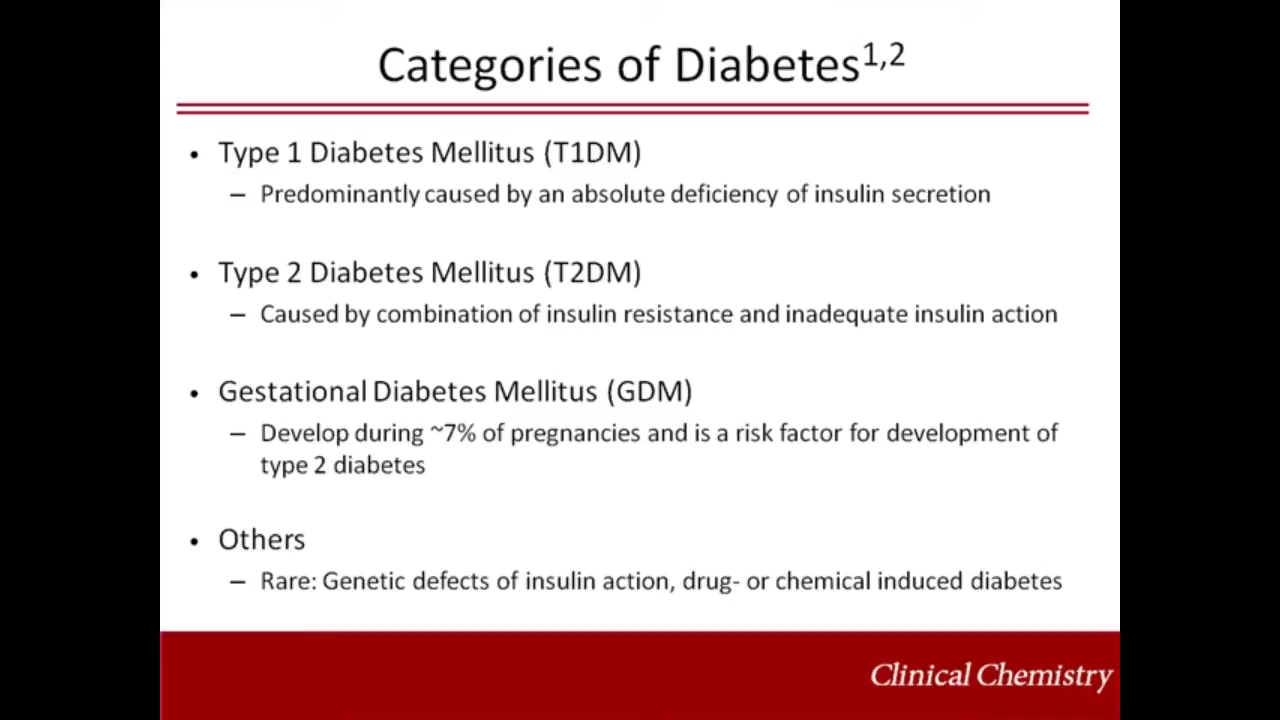 Categories of Diabetes1,2
• Type 1 Diabetes Mellitus (T1DM)
– Predominantly caused by an absolute deficiency of insulin secretion
• Type 2 Diabetes Mellitus (T2DM)
– Caused by combination of insulin resistance and inadequate insulin action
• Gestational Diabetes Mellitus (GDM)
– Develop during ~7% of pregnancies and is a risk factor for development of
type 2 diabetes
• Others
– Rare: Genetic defects of insulin action, drug- or chemical induced diabetes
Clinical Chemistry